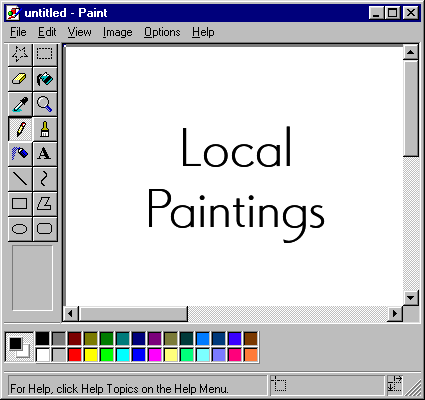 untitled - Paint
File Edit View Image Options Help
A
Local
Paintings
For Help, click Help Topics on the Help Menu.